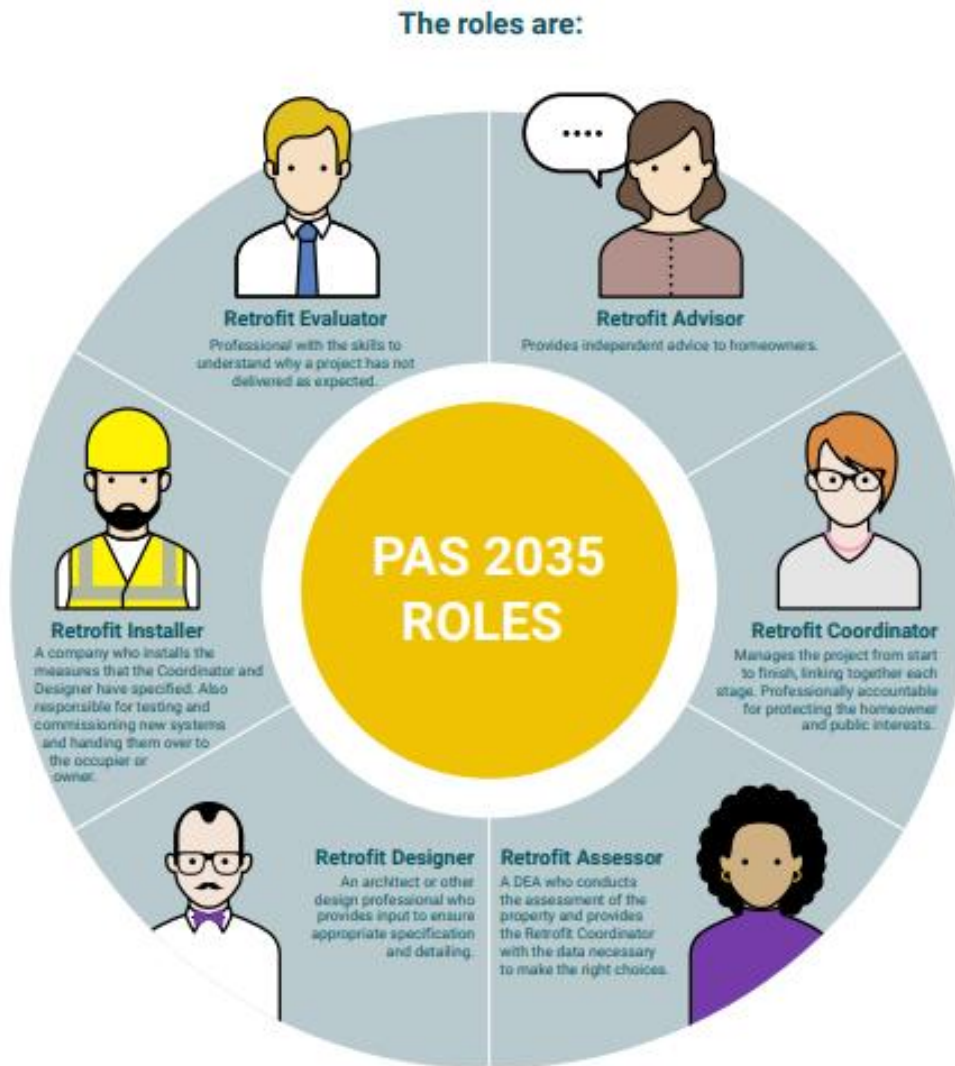 The roles are:
....
Retrofit Evaluator
Professional with the skills to
understand why a project has not
delivered as expected.
Retrofit Advisor
Provides independent advice to homeowners.
Retrofit Installer
A company who installs the
measures that the Coordinator and
Designer have specified. Also
responsible for testing and
commissioning new systems
and handing them over to
the occupier or
owner.
PAS 2035
ROLES
Retrofit Coordinator
Manages the project from start
to finish, linking together each
stage. Professionally accountable
for protecting the homeowner
and public interests.
Retrofit Designer
An architect or other
design professional who
provides input to ensure
appropriate specification
and detailing.
Retrofit Assessor
A DEA who conducts
the assessment of the
property and provides
the Retrofit Coordinator
with the data necessary
to make the right choices.